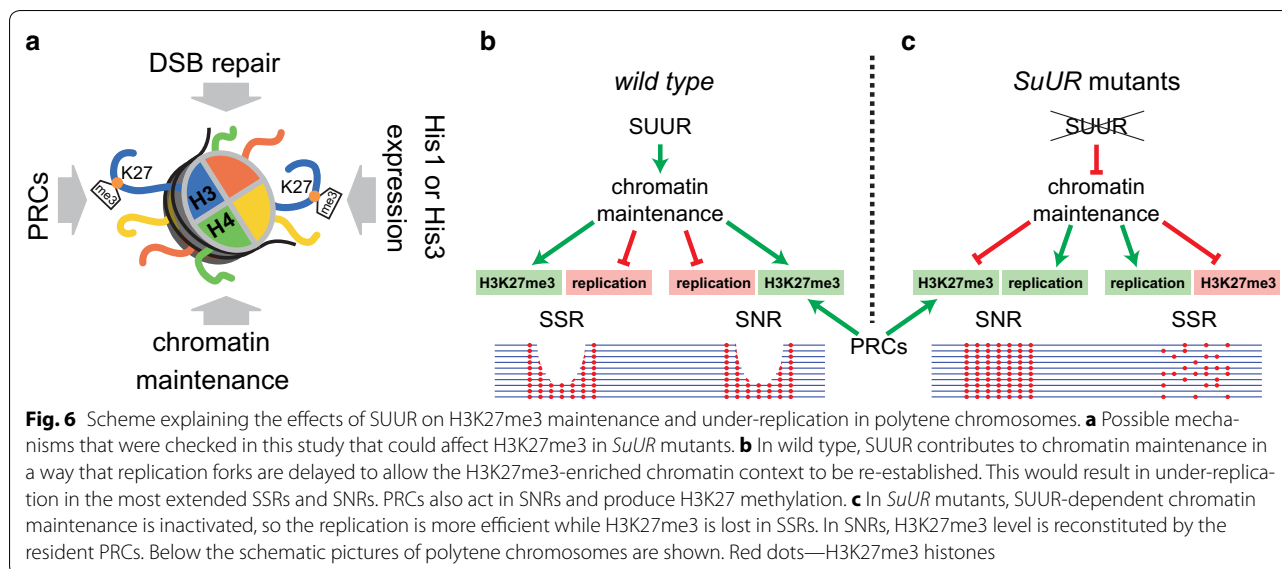 a
DSB repair
PRCs
K27
me3
H3
H4
K27
me3
His1 or His3
expression
chromatin
maintenance
b
wild type
SUUR
chromatin
maintenance
H3K27me3 replication replication H3K27me3
SSR SNR
PRCs
c
SuUR mutants
SUUR
chromatin
maintenance
H3K27me3 replication replication H3K27me3
SNR SSR
Fig. 6 Scheme explaining the effects of SUUR on H3K27me3 maintenance and under-replication in polytene chromosomes. a Possible mecha-
nisms that were checked in this study that could affect H3K27me3 in SuUR mutants. b In wild type, SUUR contributes to chromatin maintenance in
a way that replication forks are delayed to allow the H3K27me3-enriched chromatin context to be re-established. This would result in under-replica-
tion in the most extended SSRs and SNRs. PRCs also act in SNRs and produce H3K27 methylation. c In SuUR mutants, SUUR-dependent chromatin
maintenance is inactivated, so the replication is more efficient while H3K27me3 is lost in SSRs. In SNRs, H3K27me3 level is reconstituted by the
resident PRCs. Below the schematic pictures of polytene chromosomes are shown. Red dots—H3K27me3 histones